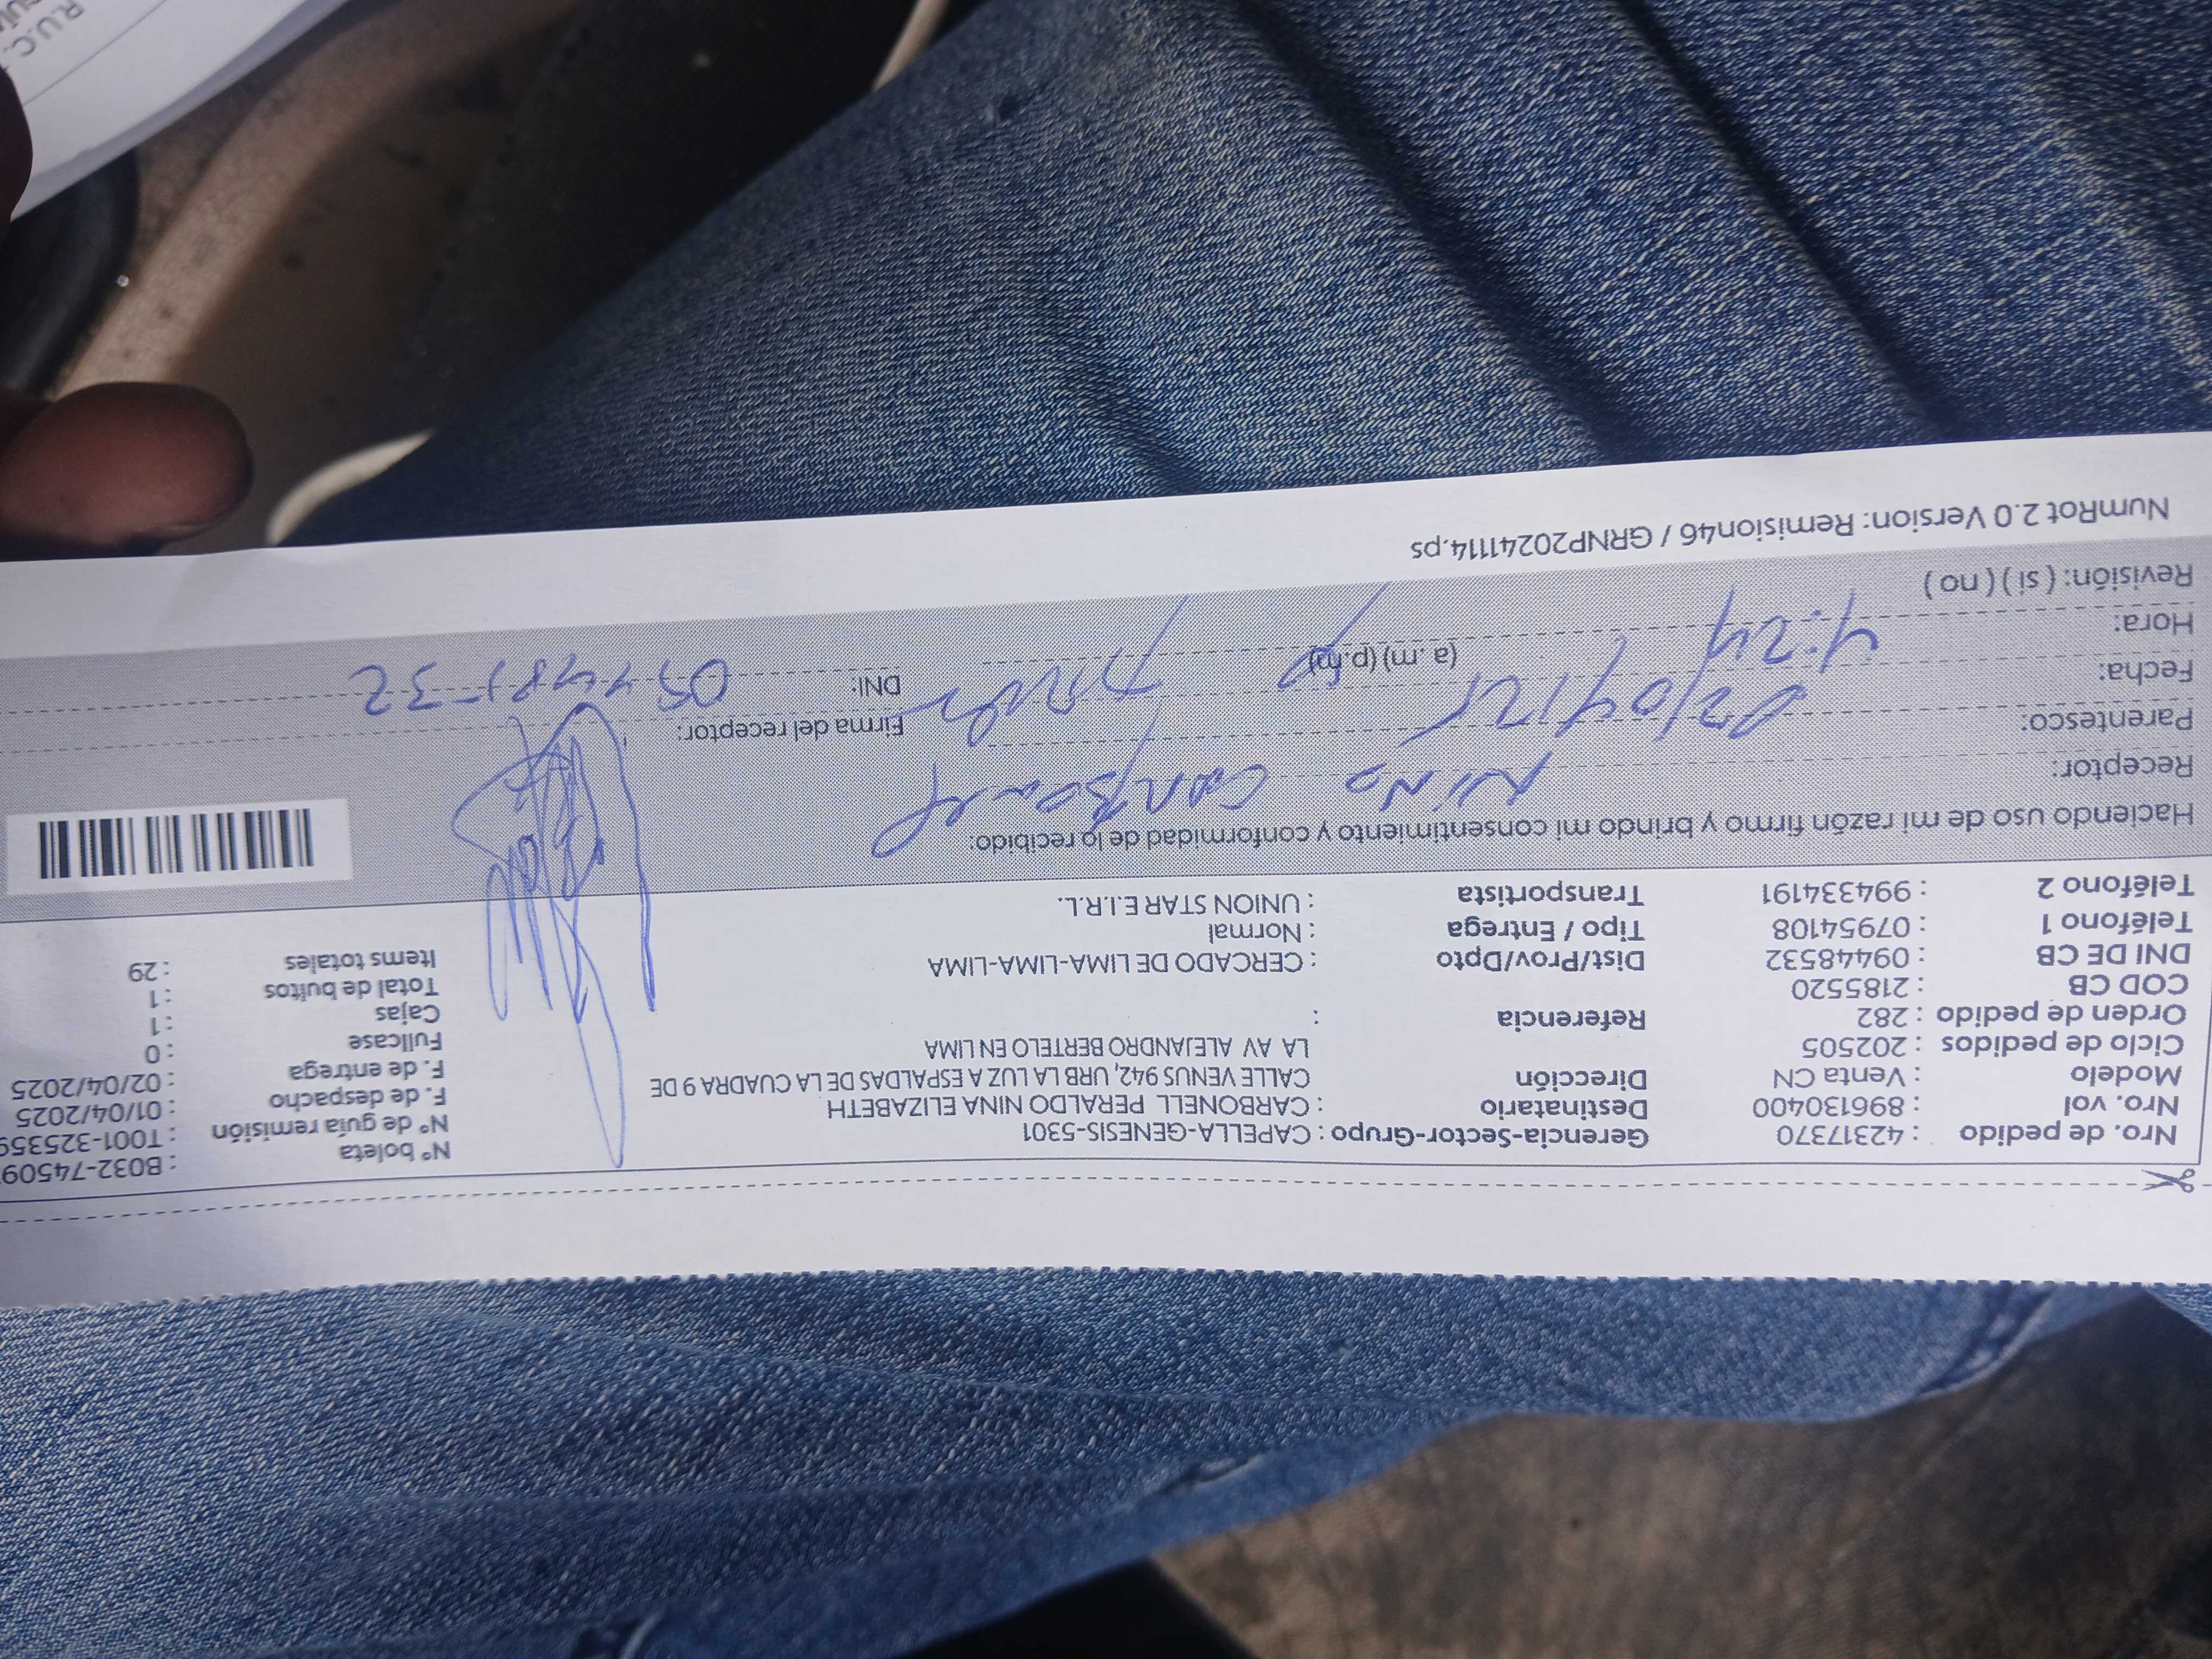 Nro. de pedido : 42317370
Nro. vol : 896130400
Modelo : Venta CN
Ciclo de pedidos : 202505
Orden de pedido : 282
COD CB : 2185520
DNI DE CB : 09448532
Teléfono 1 : 07954108
Teléfono 2 : 994334191
Gerencia-Sector-Grupo : CAPELLA-GENESIS-5301
Destinatario : CARBONELL PERALDO NINA ELIZABETH
Dirección CALLE VENUS 942, URB LA LUZ A ESPALDAS DE LA CUADRA 9 DE
LA AV ALEJANDRO BERTELO EN LIMA
Referencia :
Dist/Prov/Dpto : CERCADO DE LIMA-LIMA-LIMA
Tipo / Entrega : Normal
Transportista : UNION STAR E.I.R.L.
N° boleta : B032-74509
N° de guía remisión : T001-325359
F. de despacho : 01/04/2025
F. de entrega : 02/04/2025
Fullcase : 0
Cajas : 1
Total de bultos : 1
Items totales : 29
Haciendo uso de mi razón firmo y brindo mi consentimiento y conformidad de lo recibido:
Receptor: Nina Carbonell
Parentesco:
Fecha: 02/04/25
Hora: 4:24 (a. m) (p.m)
Revisión: ( si ) ( no )
Firma del receptor:
DNI:
NumRot 2.0 Version: Remision46 / GRNP20241114.ps
R.U.C.